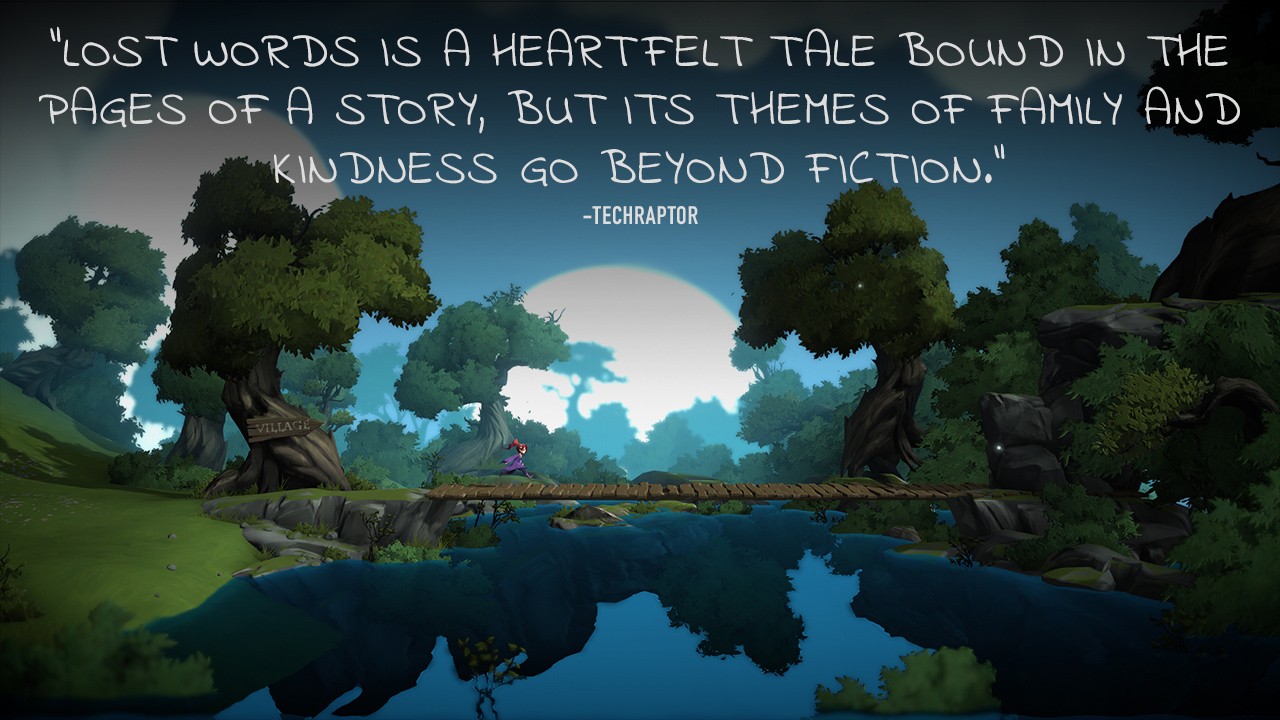 "LOST WORDS IS A HEARTFELT TALE BOUND IN THE
PAGES OF A STORY, BUT ITS THEMES OF FAMILY AND
KINDNESS GO BEYOND FICTION."
-TECHRAPTOR
VILLAGE